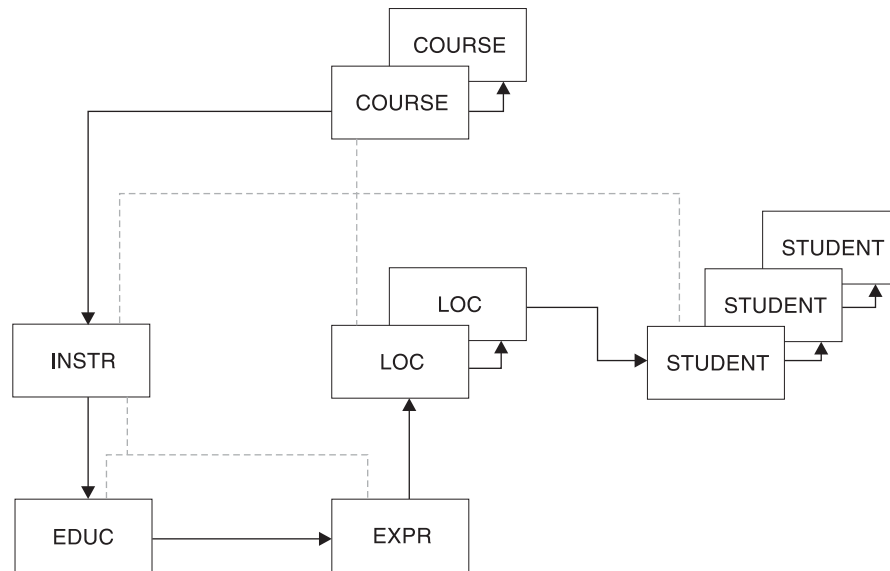 COURSE
COURSE
STUDENT
LOC
STUDENT
INSTR
LOC
STUDENT
EDUC
EXPR